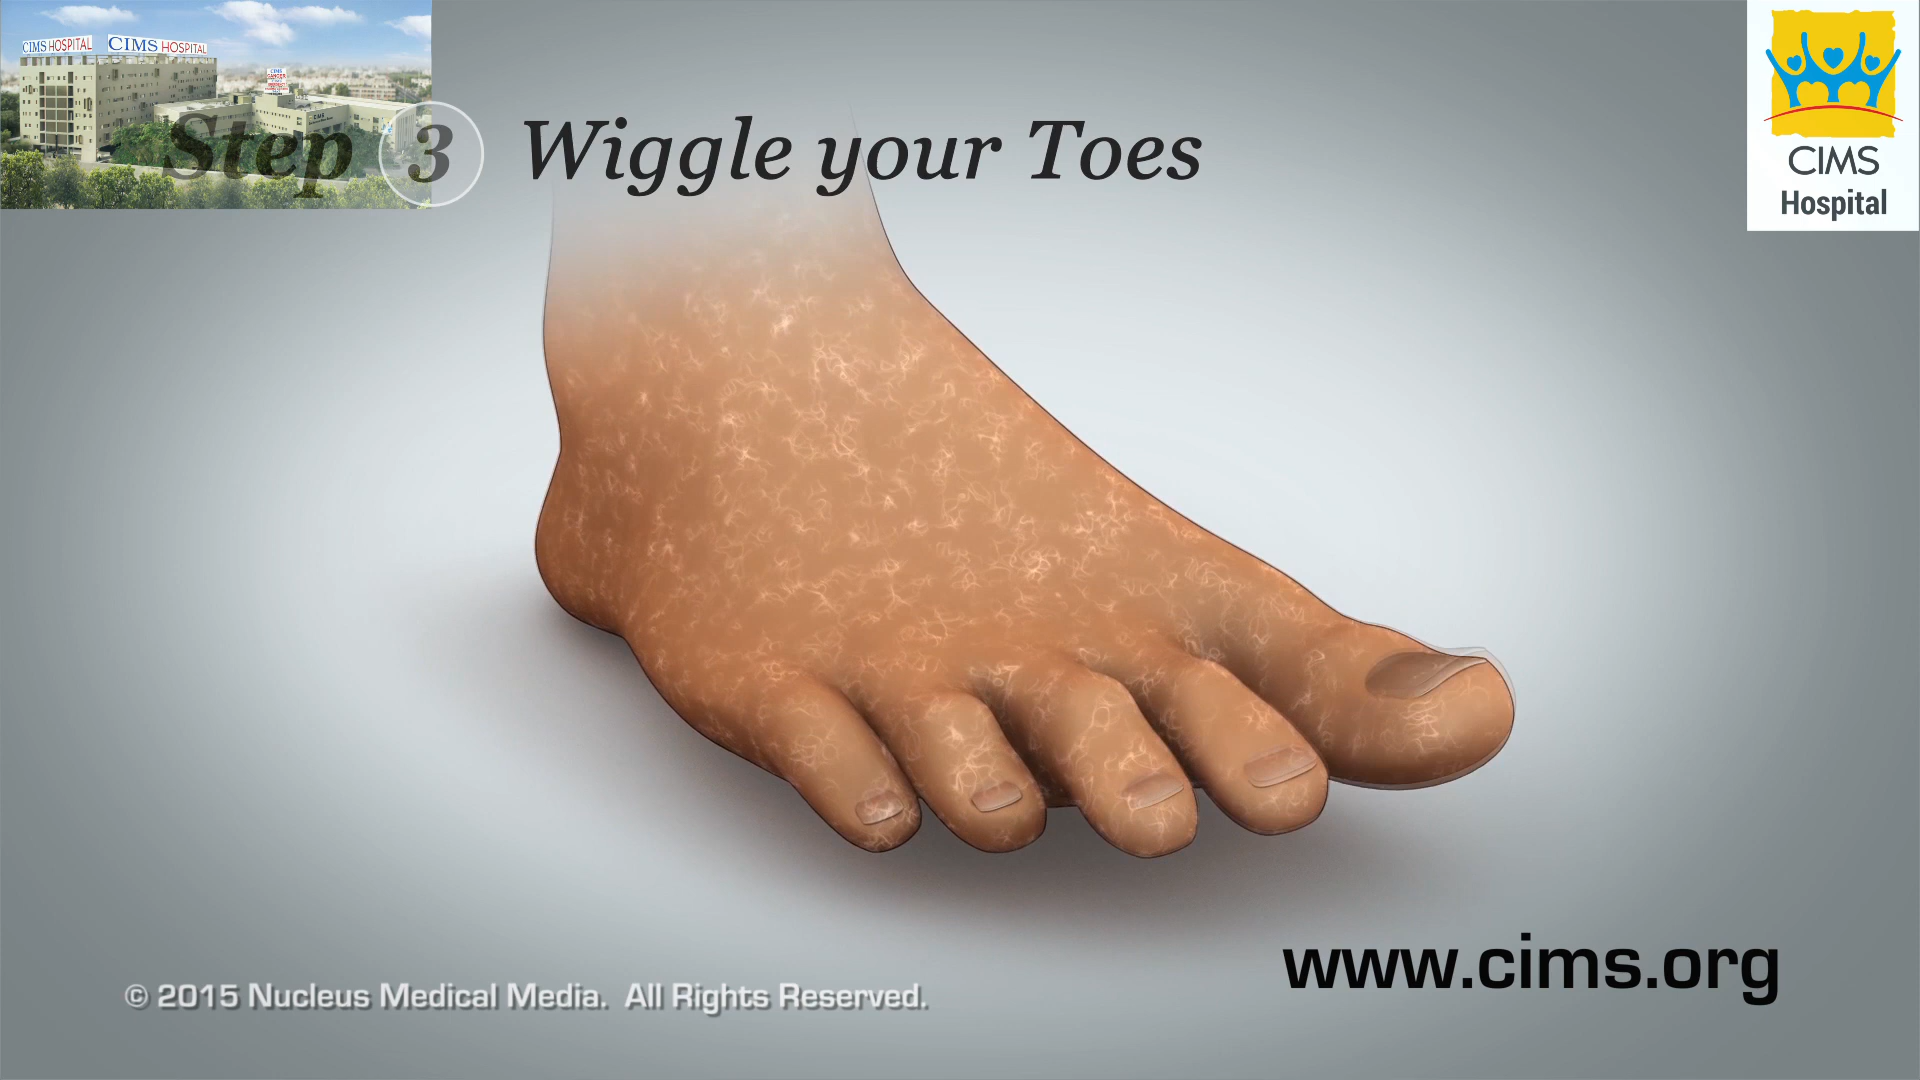 CIMS HOSPITAL CIMS HOSPITAL
CIMS
Step 3 Wiggle your Toes
CIMS
Hospital
www.cims.org
© 2015 Nucleus Medical Media. All Rights Reserved.